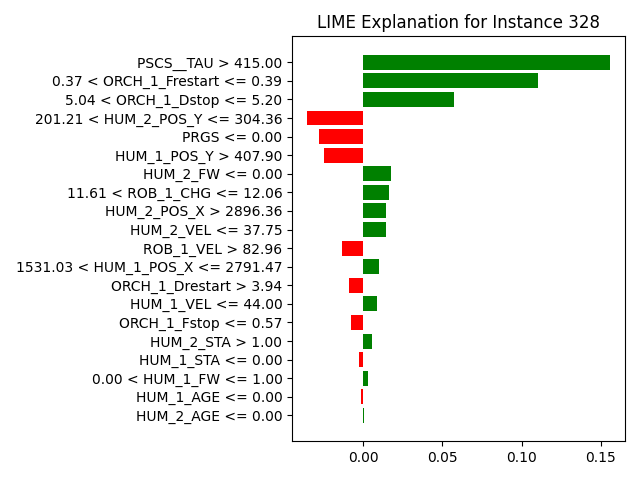 LIME Explanation for Instance 328
PSCS__TAU > 415.00
0.37 < ORCH_1_Frestart <= 0.39
5.04 < ORCH_1_Dstop <= 5.20
201.21 < HUM_2_POS_Y <= 304.36
PRGS <= 0.00
HUM_1_POS_Y > 407.90
HUM_2_FW <= 0.00
11.61 < ROB_1_CHG <= 12.06
HUM_2_POS_X > 2896.36
HUM_2_VEL <= 37.75
ROB_1_VEL > 82.96
1531.03 < HUM_1_POS_X <= 2791.47
ORCH_1_Drestart > 3.94
HUM_1_VEL <= 44.00
ORCH_1_Fstop <= 0.57
HUM_2_STA > 1.00
HUM_1_STA <= 0.00
0.00 < HUM_1_FW <= 1.00
HUM_1_AGE <= 0.00
HUM_2_AGE <= 0.00
0.00 0.05 0.10 0.15